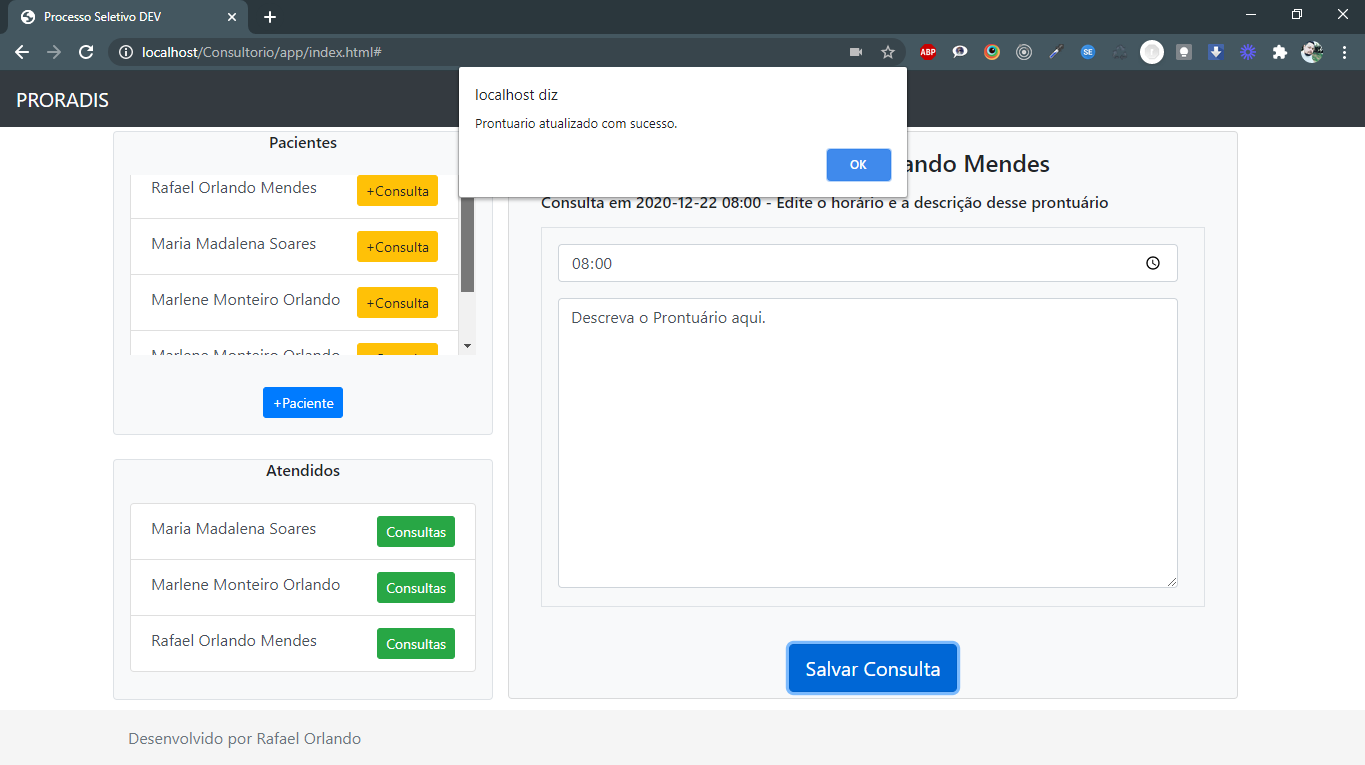 Processo Seletivo DEV
localhost/Consultorio/app/index.html#
ABP
SE
PRORADIS
localhost diz
Prontuario atualizado com sucesso.
OK
Pacientes
Rafael Orlando Mendes +Consulta
Maria Madalena Soares +Consulta
Marlene Monteiro Orlando +Consulta
Marlene Monteiro Orlando
+Paciente
Atendidos
Maria Madalena Soares Consultas
Marlene Monteiro Orlando Consultas
Rafael Orlando Mendes Consultas
ando Mendes
Consulta em 2020-12-22 08:00 - Edite o horário e a descrição desse prontuário
08:00
Descreva o Prontuário aqui.
Salvar Consulta
Desenvolvido por Rafael Orlando